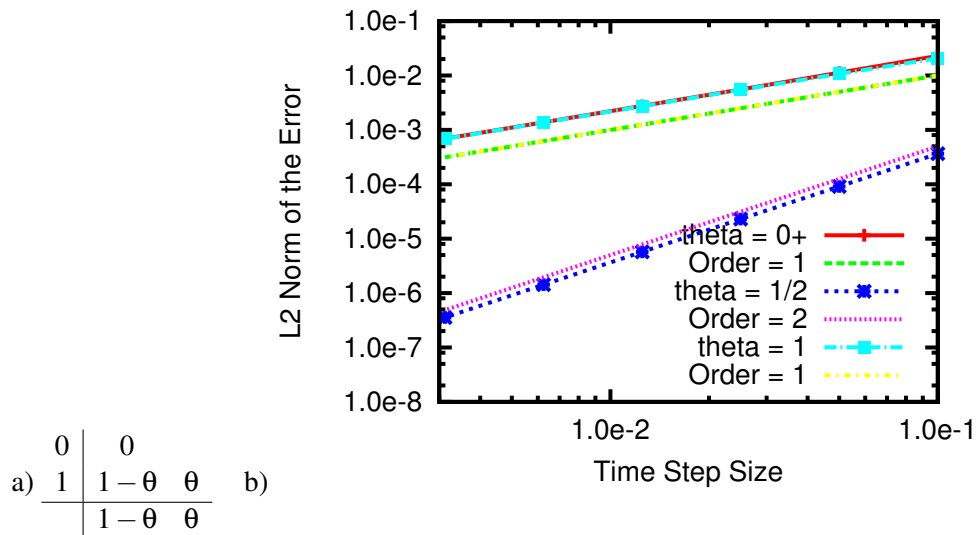 1.0e-1
1.0e-2
1.0e-3
1.0e-4
1.0e-5
1.0e-6
1.0e-7
1.0e-8
L2 Norm of the Error
theta = 0+
Order = 1
theta = 1/2
Order = 2
theta = 1
Order = 1
1.0e-2 1.0e-1
Time Step Size
0 0
a) 1 1 − θ θ b)
1 − θ θ